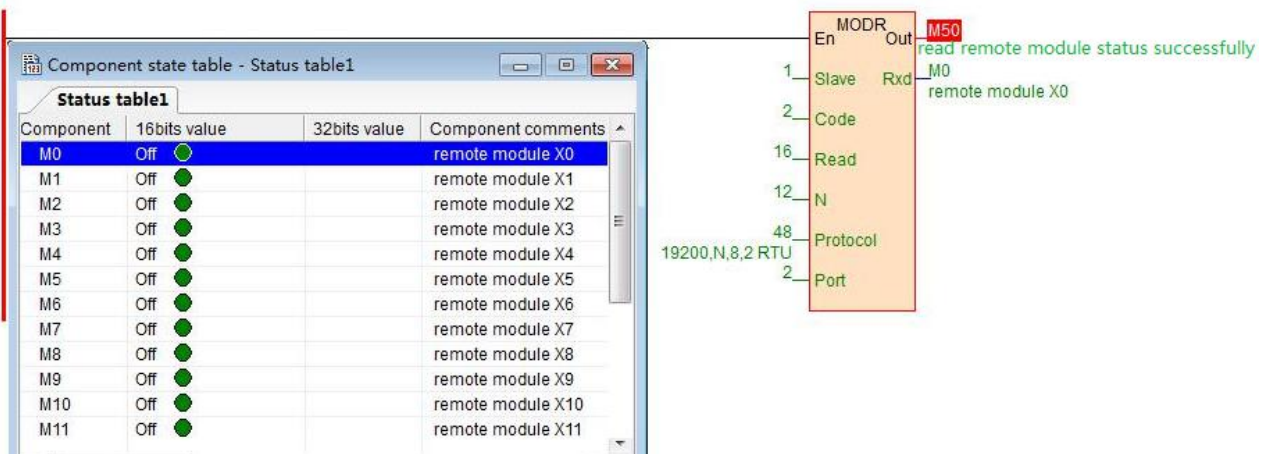 Component state table - Status table1
Status table1
Component 16bits value 32bits value Component comments
M0 Off remote module X0
M1 Off remote module X1
M2 Off remote module X2
M3 Off remote module X3
M4 Off remote module X4
M5 Off remote module X5
M6 Off remote module X6
M7 Off remote module X7
M8 Off remote module X8
M9 Off remote module X9
M10 Off remote module X10
M11 Off remote module X11
MODR
En Out M50
read remote module status successfully
1 Slave Rxd M0
remote module X0
2 Code
16 Read
12 N
48 Protocol
19200,N,8,2 RTU
2 Port